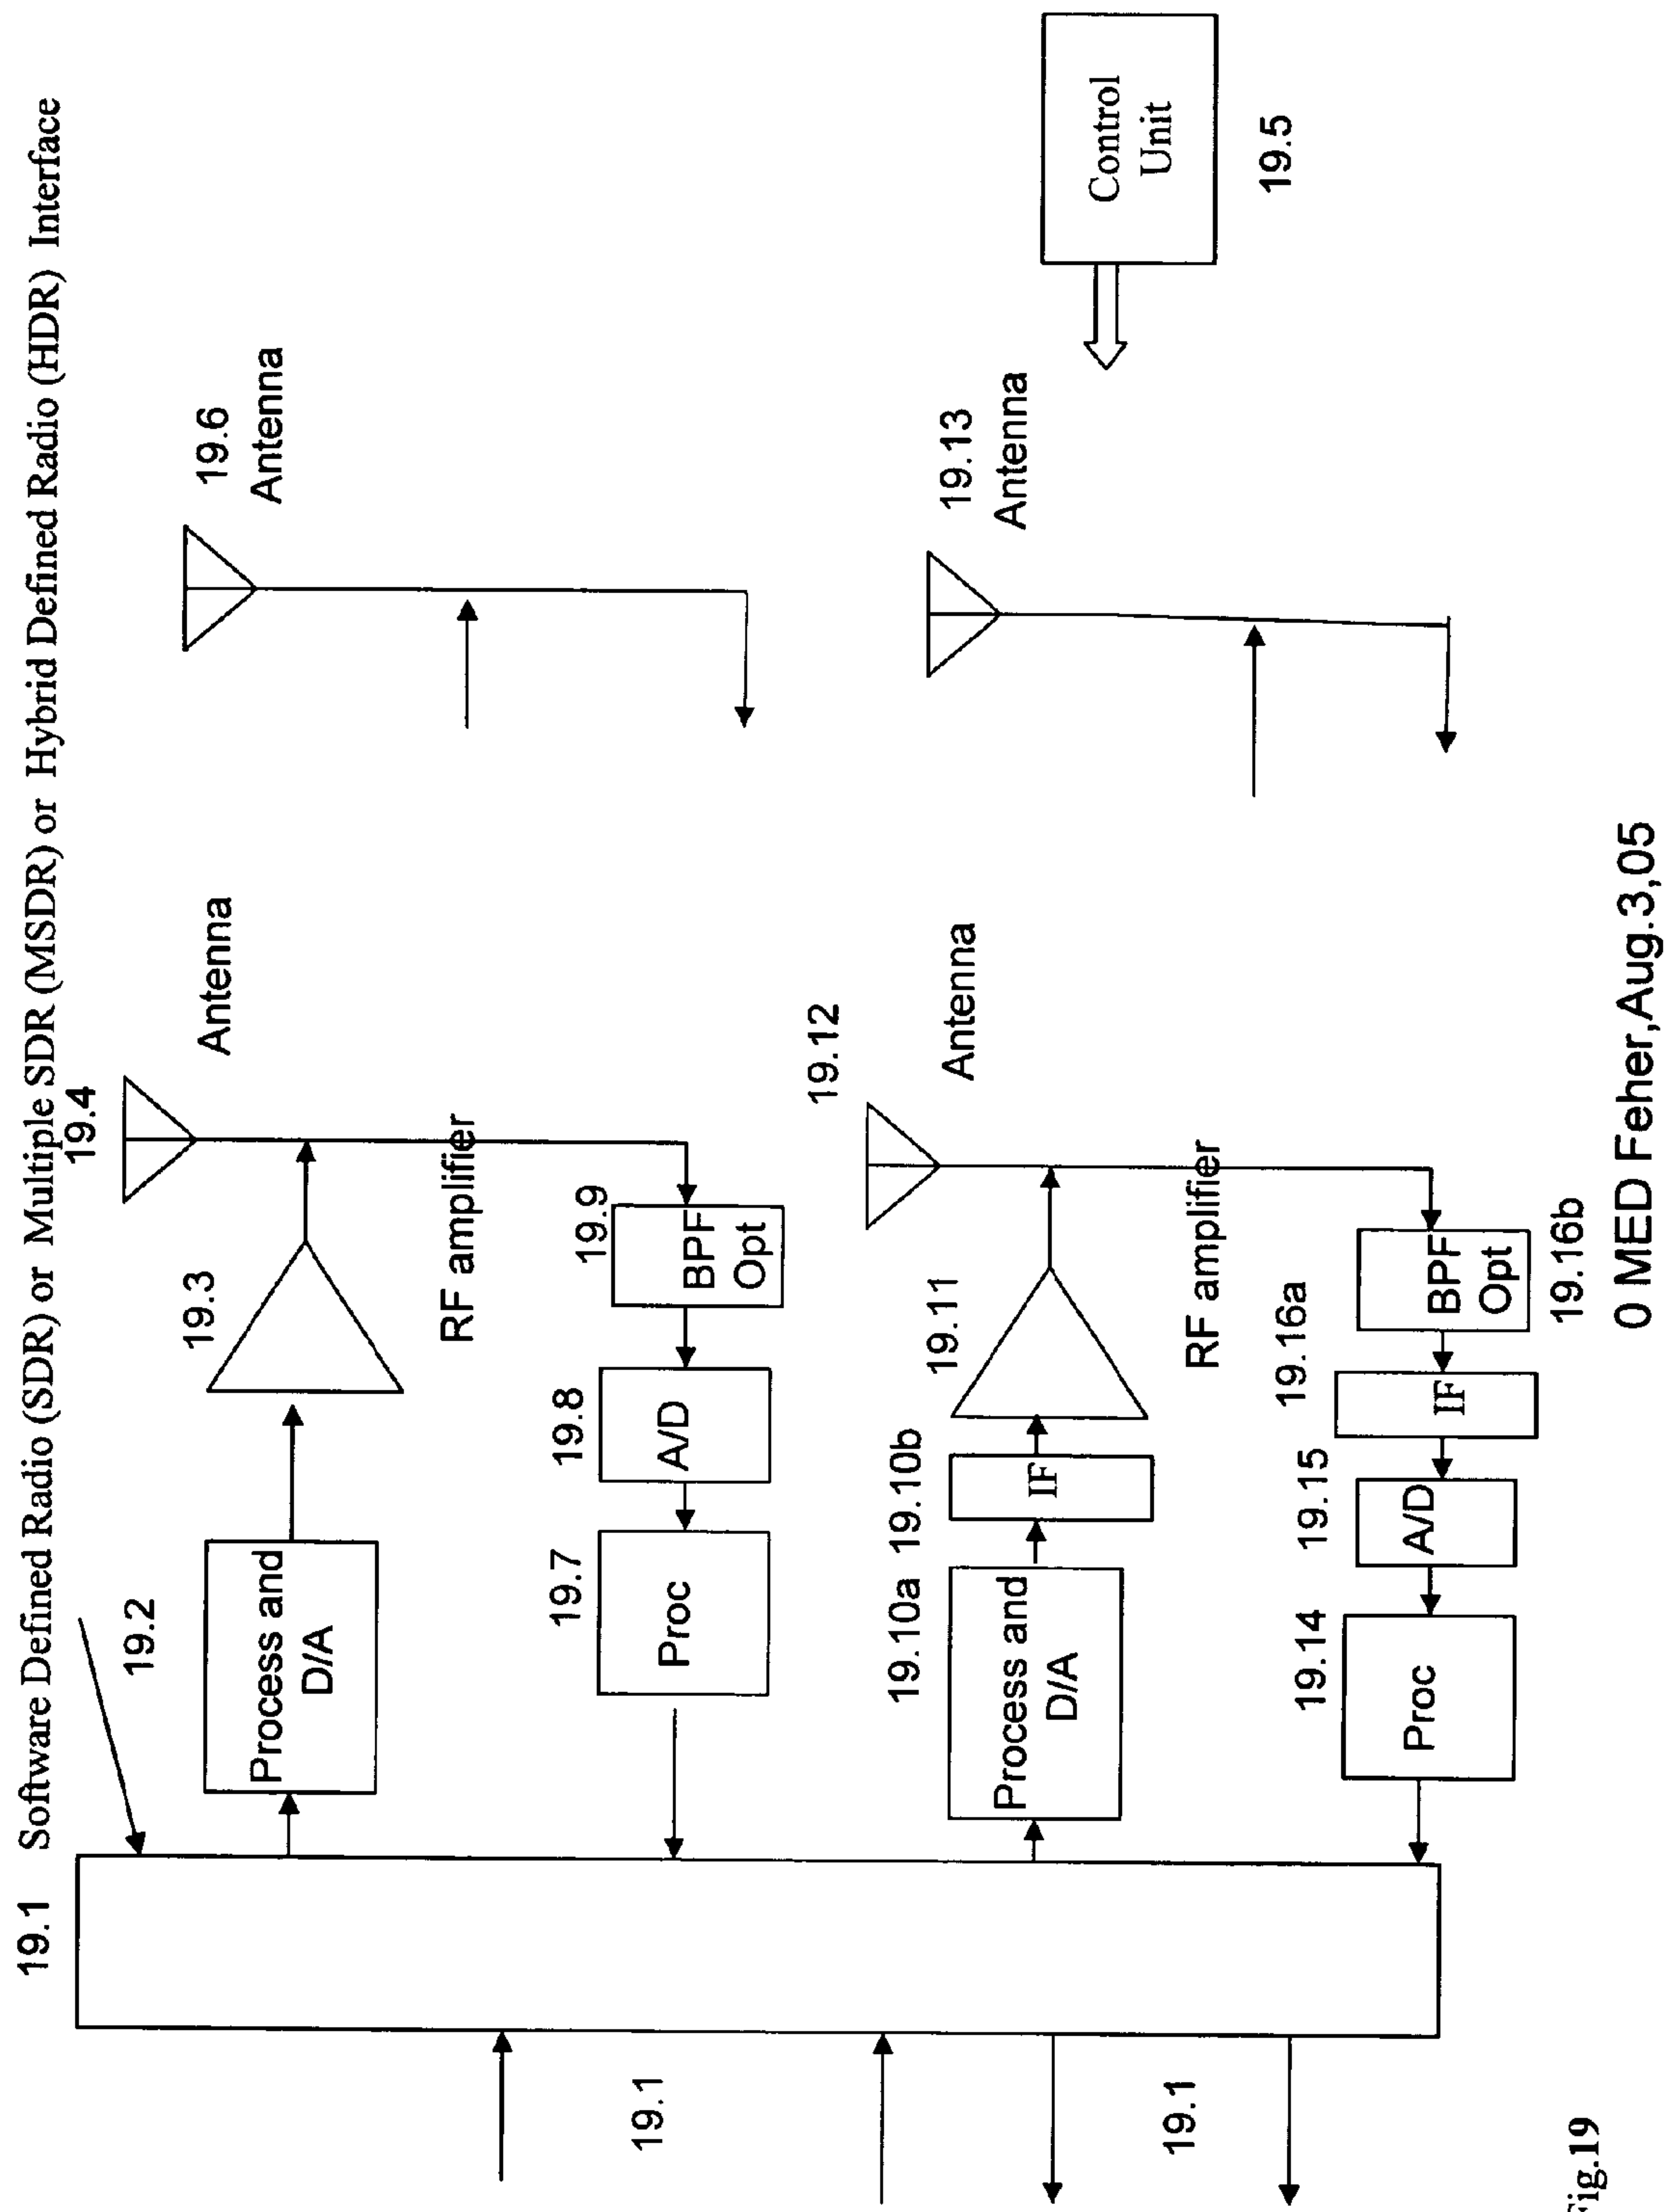 19.1 Software Defined Radio (SDR) or Multiple SDR (MSDR) or Hybrid Defined Radio (HDR) Interface
19.4
Antenna
19.6
Antenna
19.2
19.3
Process and
D/A
RF amplifier
19.7
19.8
19.9
Proc
A/D
BPF
Opt
19.12
Antenna
19.13
Antenna
19.10a
19.10b
19.11
Process and
D/A
IF
RF amplifier
Control
Unit
19.5
19.14
19.15
19.16a
Proc
A/D
IF
BPF
Opt
19.16b
19.1
19.1
Fig.19
0 MED Feher,Aug.3,05